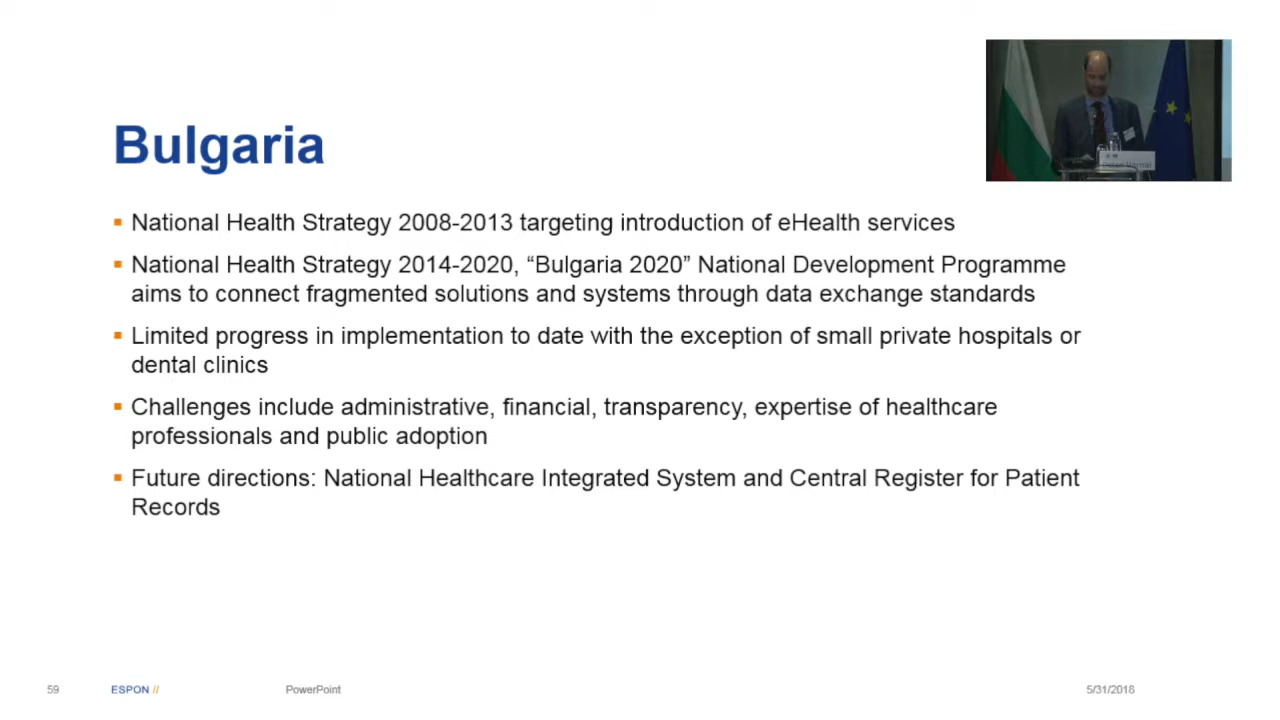 Bulgaria
National Health Strategy 2008-2013 targeting introduction of eHealth services
National Health Strategy 2014-2020, “Bulgaria 2020” National Development Programme
aims to connect fragmented solutions and systems through data exchange standards
Limited progress in implementation to date with the exception of small private hospitals or
dental clinics
Challenges include administrative, financial, transparency, expertise of healthcare
professionals and public adoption
Future directions: National Healthcare Integrated System and Central Register for Patient
Records
59
ESPON //
PowerPoint
5/31/2018